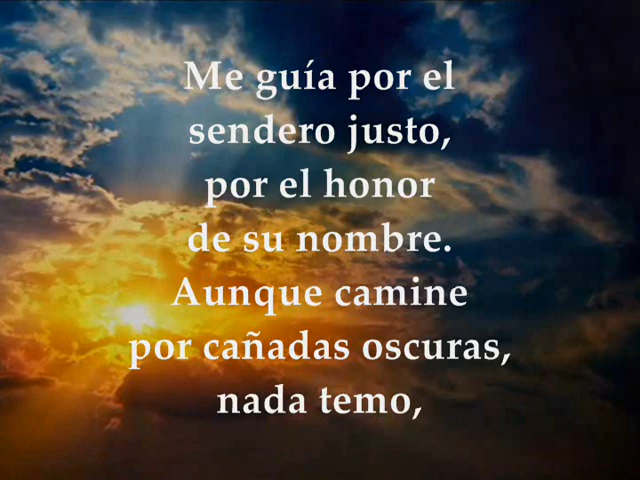 Me guía por el
sendero justo,
por el honor
de su nombre.
Aunque camine
por cañadas oscuras,
nada temo,